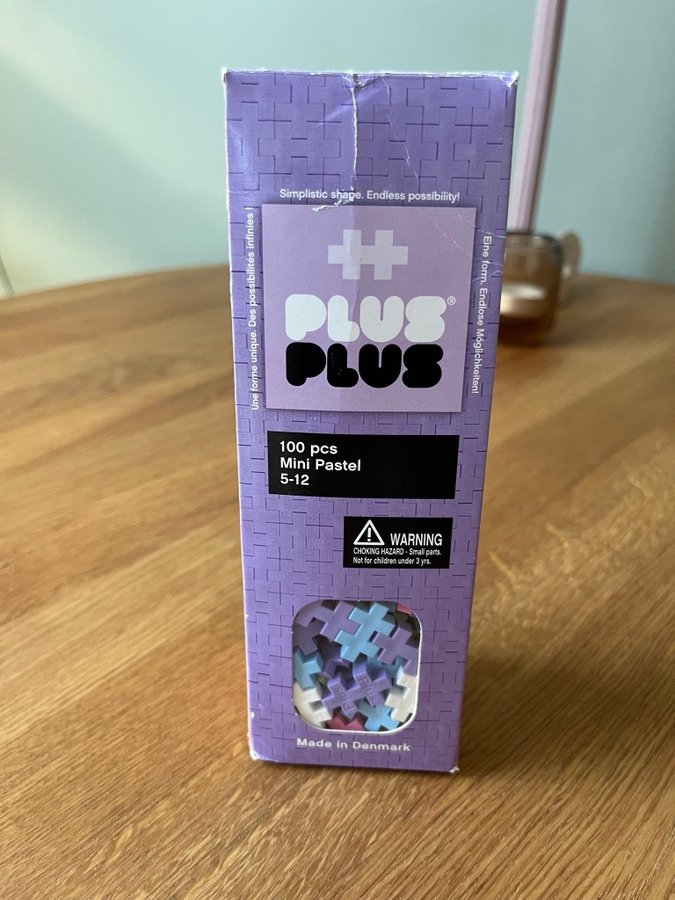 Simplistic shape. Endless possibility!
Une forme unique. Des possibilités infinies!
Eine form. Endlose Möglichkeiten!
PLUS®
PLUS
100 pcs
Mini Pastel
5-12
WARNING
CHOKING HAZARD - Small parts.
Not for children under 3 yrs.
Made in Denmark